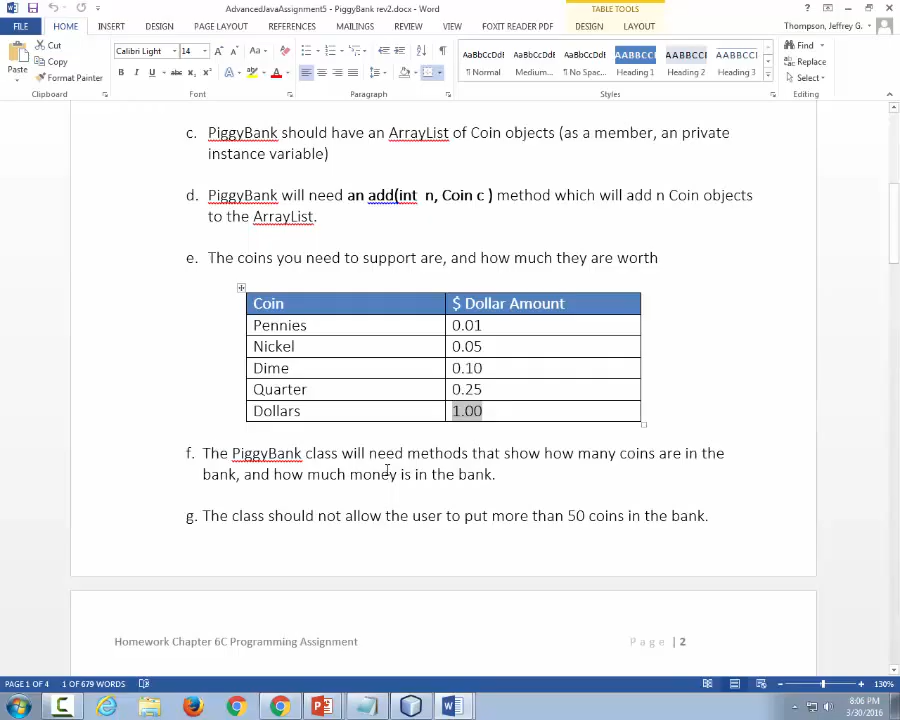 AdvancedJavaAssignment5 - PiggyBank rev2.docx - Word
TABLE TOOLS
FILE HOME INSERT DESIGN PAGE LAYOUT REFERENCES MAILINGS REVIEW VIEW FOXIT READER PDF DESIGN LAYOUT Thompson, Jeffrey G.
Paste
Cut
Copy
Format Painter
Calibri Light 14
AaBbCcDc AaBbCcDc AaBbCcDc AaBbCcI AaBbCcD AaBbCcI
¶ Normal Medium... ¶ No Spac... Heading 1 Heading 2 Heading 3
Find
Replace
Select
Clipboard Font Paragraph Styles Editing
c. PiggyBank should have an ArrayList of Coin objects (as a member, an private
instance variable)
d. PiggyBank will need an add(int n, Coin c ) method which will add n Coin objects
to the ArrayList.
e. The coins you need to support are, and how much they are worth
Coin $ Dollar Amount
Pennies 0.01
Nickel 0.05
Dime 0.10
Quarter 0.25
Dollars 1.00
f. The PiggyBank class will need methods that show how many coins are in the
bank, and how much money is in the bank.
g. The class should not allow the user to put more than 50 coins in the bank.
Homework Chapter 6C Programming Assignment Page | 2
PAGE 1 OF 4 1 OF 679 WORDS 130%
8:06 PM
3/30/2016